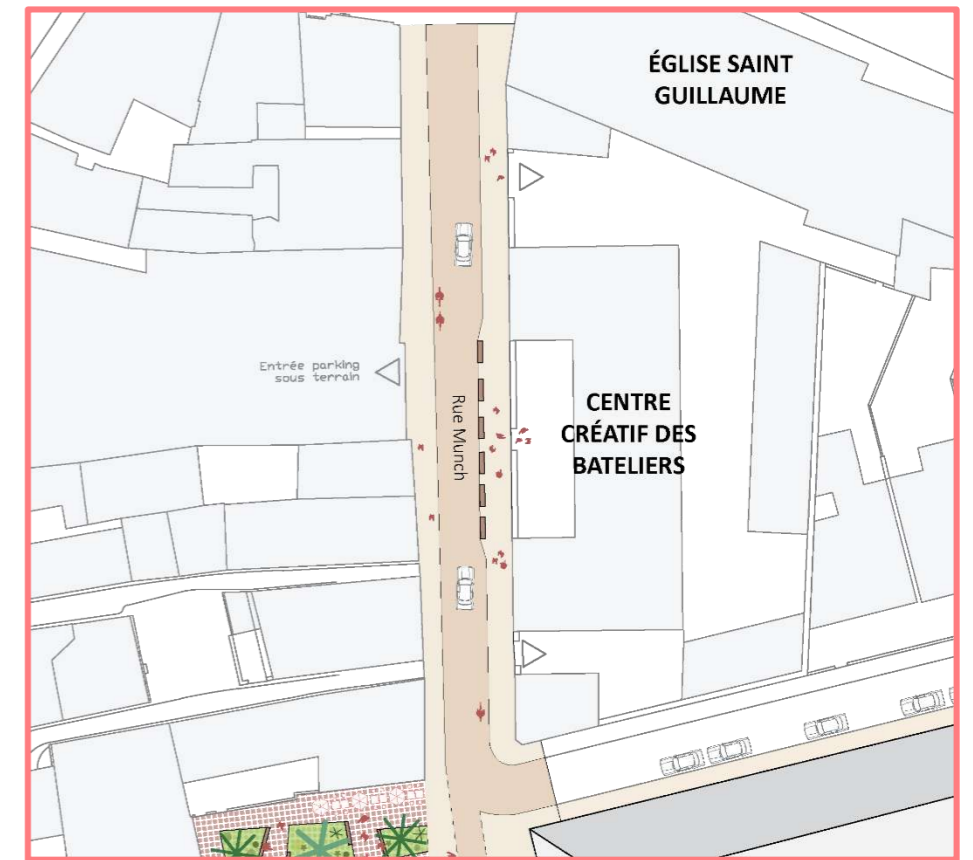 ÉGLISE SAINT
GUILLAUME
Entrée parking
sous terrain
Rue Munch
CENTRE
CRÉATIF DES
BATELIERS